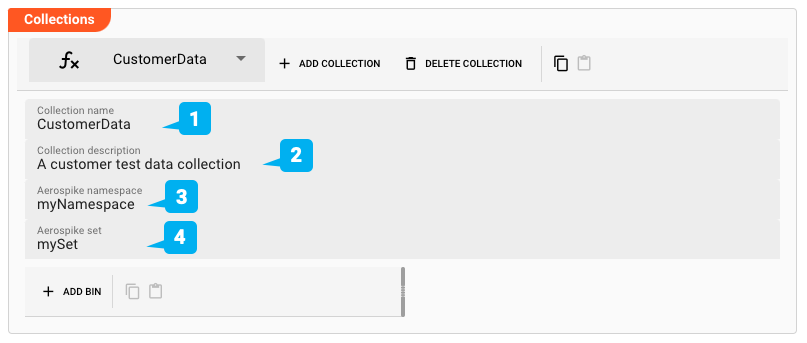 Collections
fx CustomerData
ADD COLLECTION
DELETE COLLECTION
Collection name
CustomerData
1
Collection description
A customer test data collection
2
Aerospike namespace
myNamespace
3
Aerospike set
mySet
4
ADD BIN